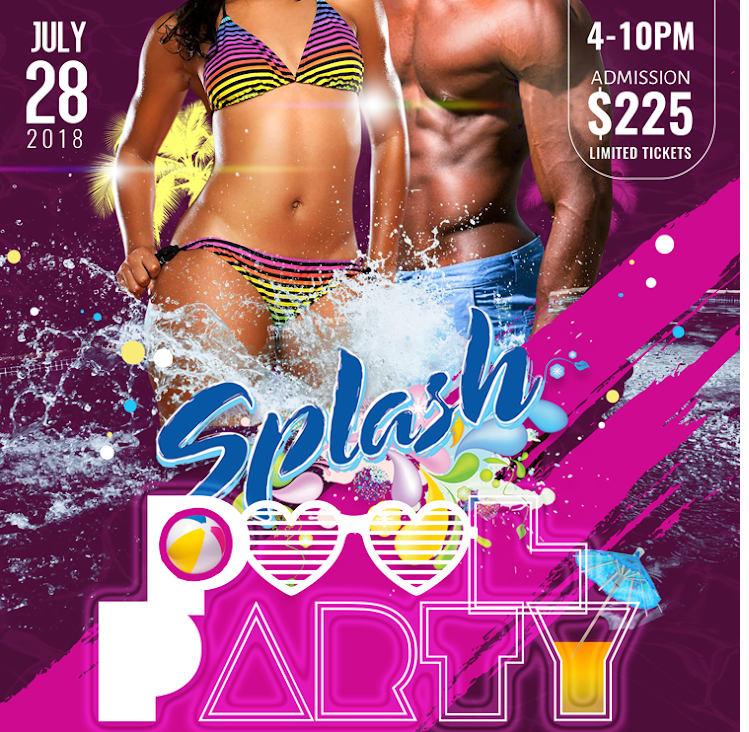 JULY
28
2018
4-10PM
ADMISSION
$225
LIMITED TICKETS
Splash
POOL
PARTY